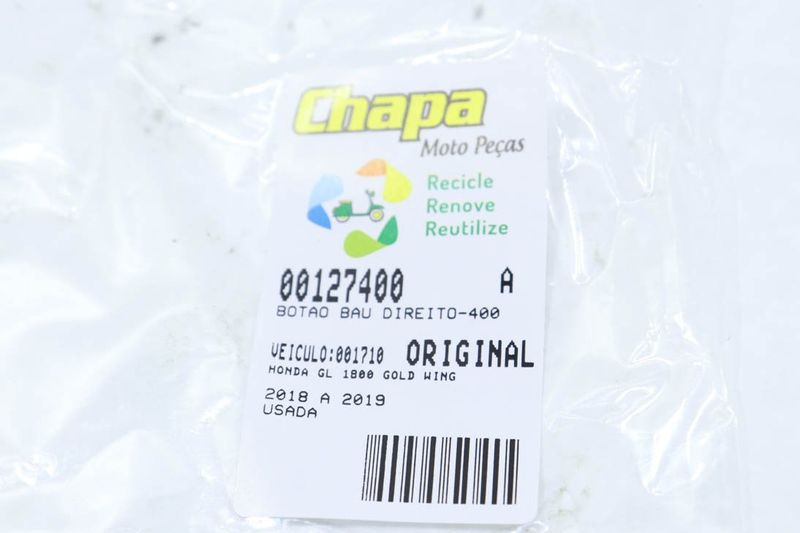 Chapa
Moto Peças
Recicle
Renove
Reutilize
00127400 A
BOTAO BAU DIREITO-400
VEICULO:001710 ORIGINAL
HONDA GL 1800 GOLD WING
2018 A 2019
USADA